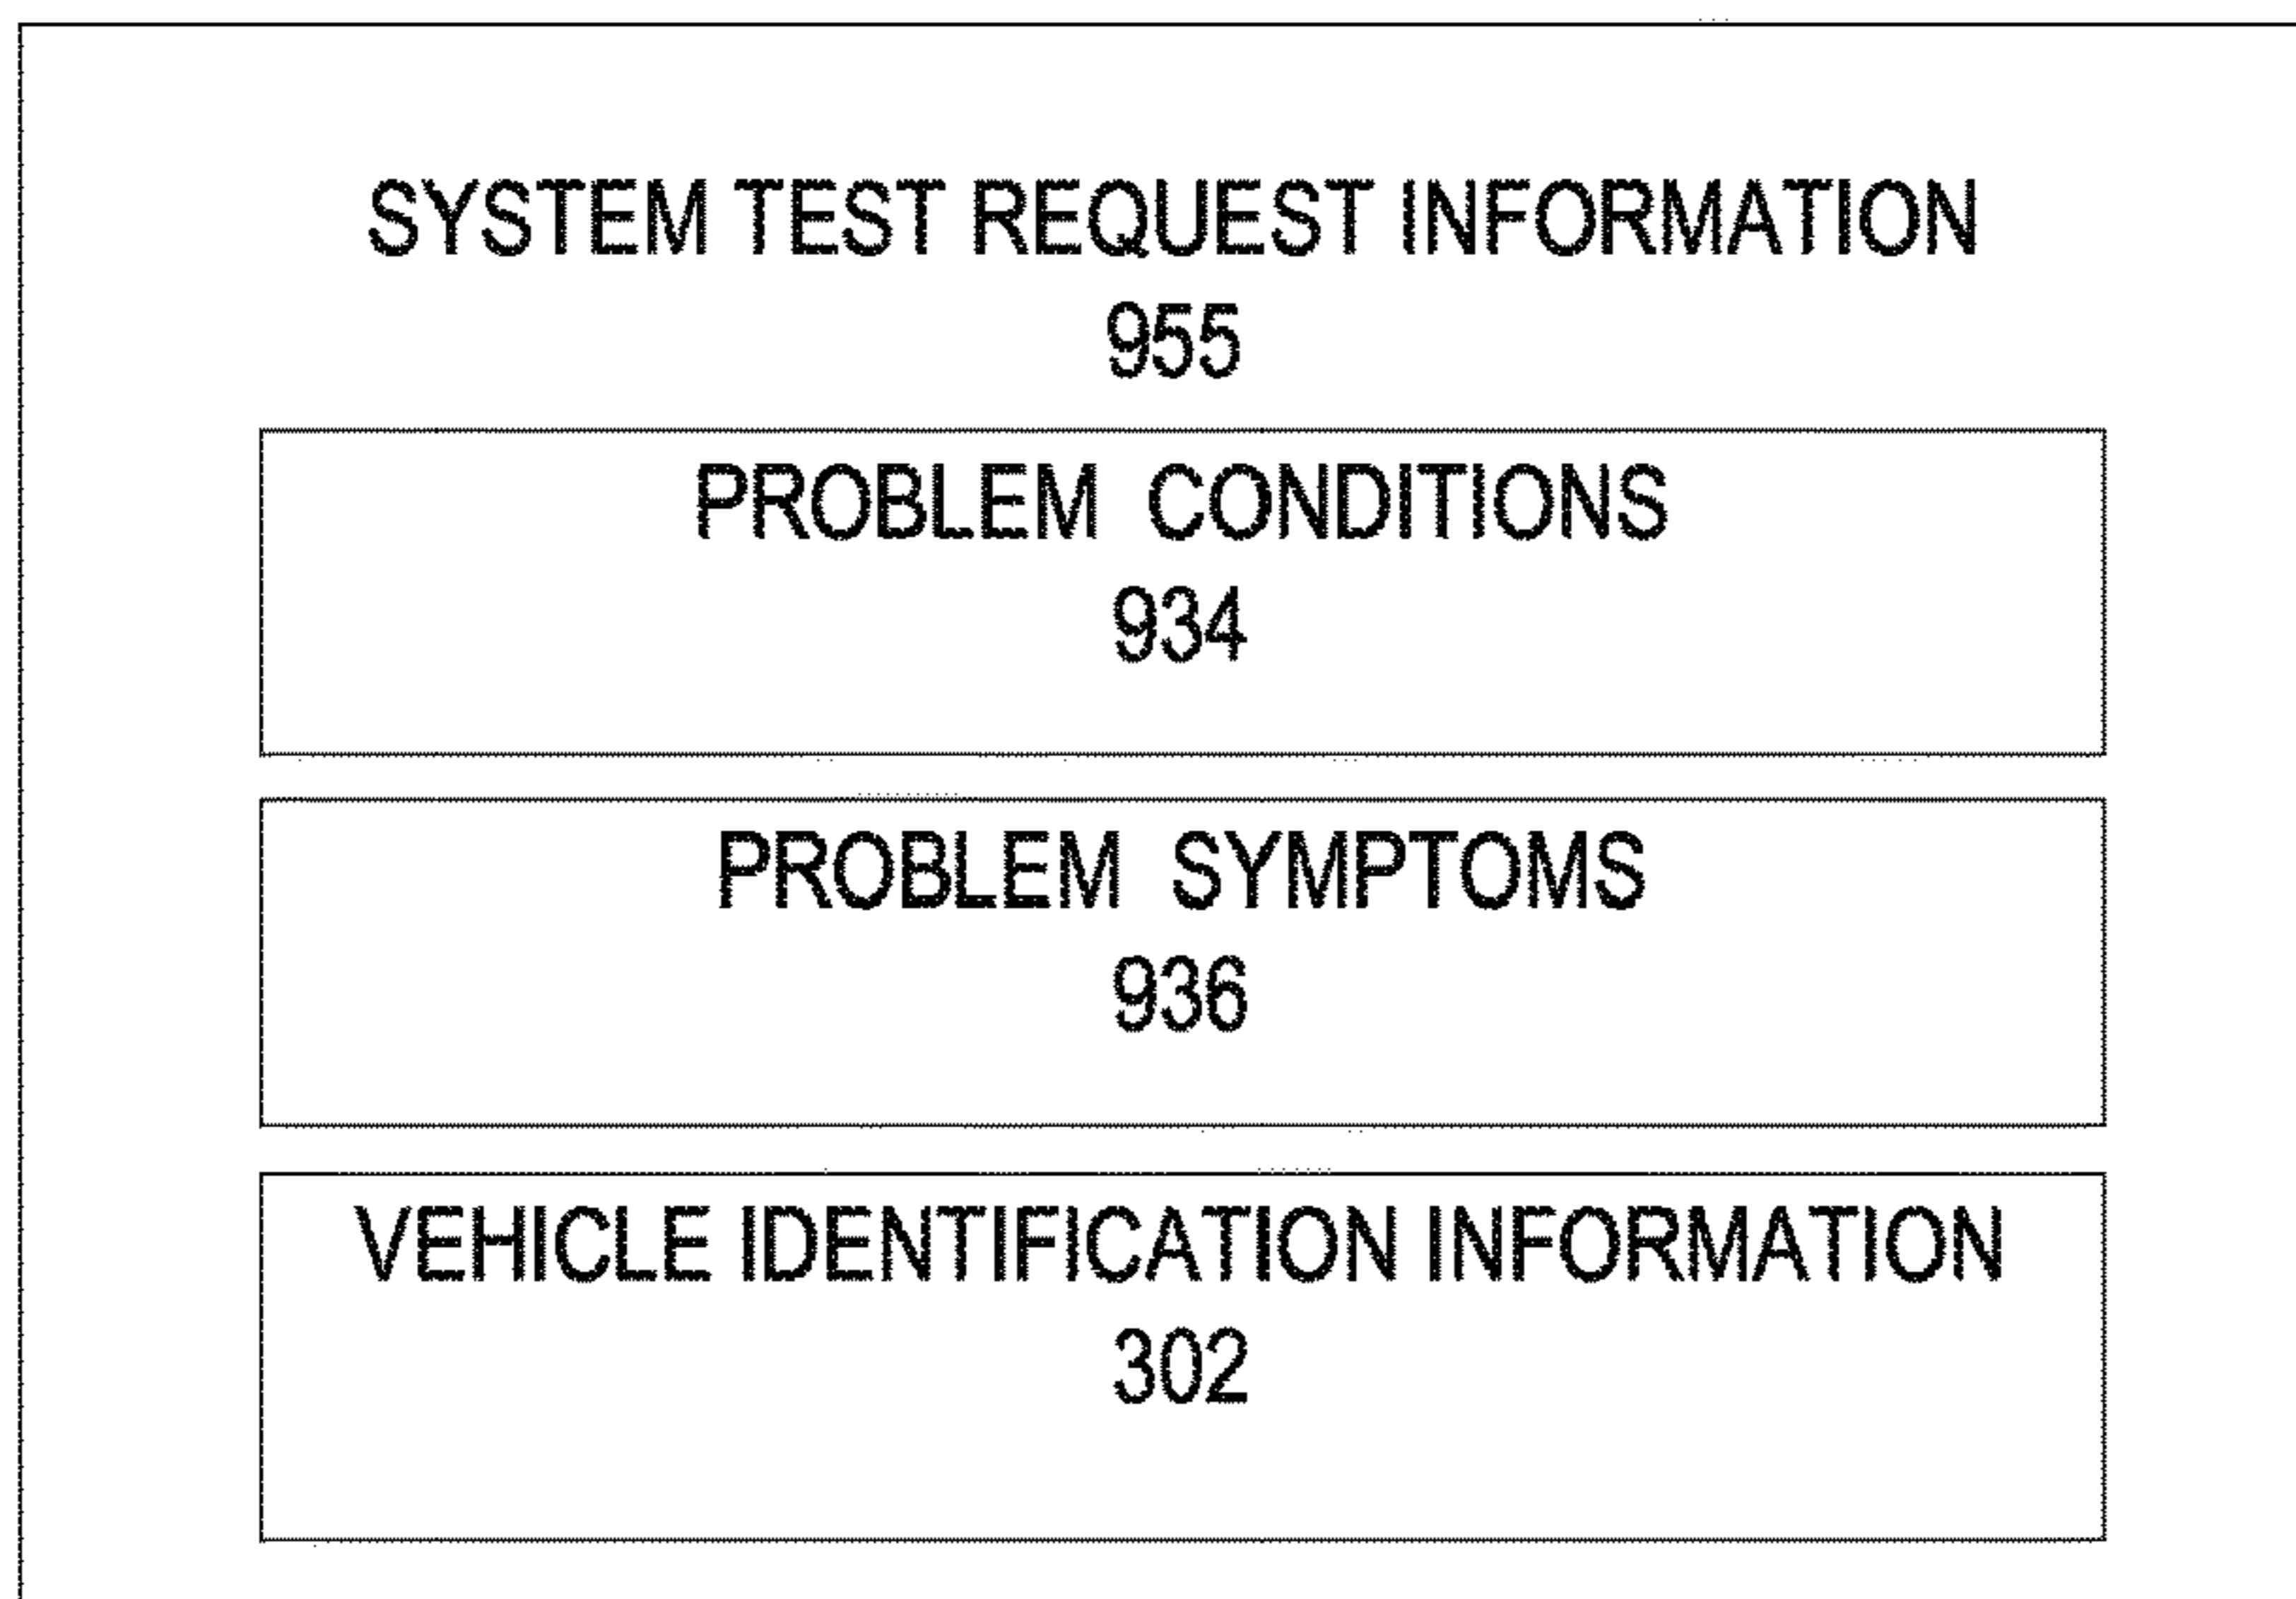 SYSTEM TEST REQUEST INFORMATION
955
PROBLEM CONDITIONS
934
PROBLEM SYMPTOMS
936
VEHICLE IDENTIFICATION INFORMATION
302